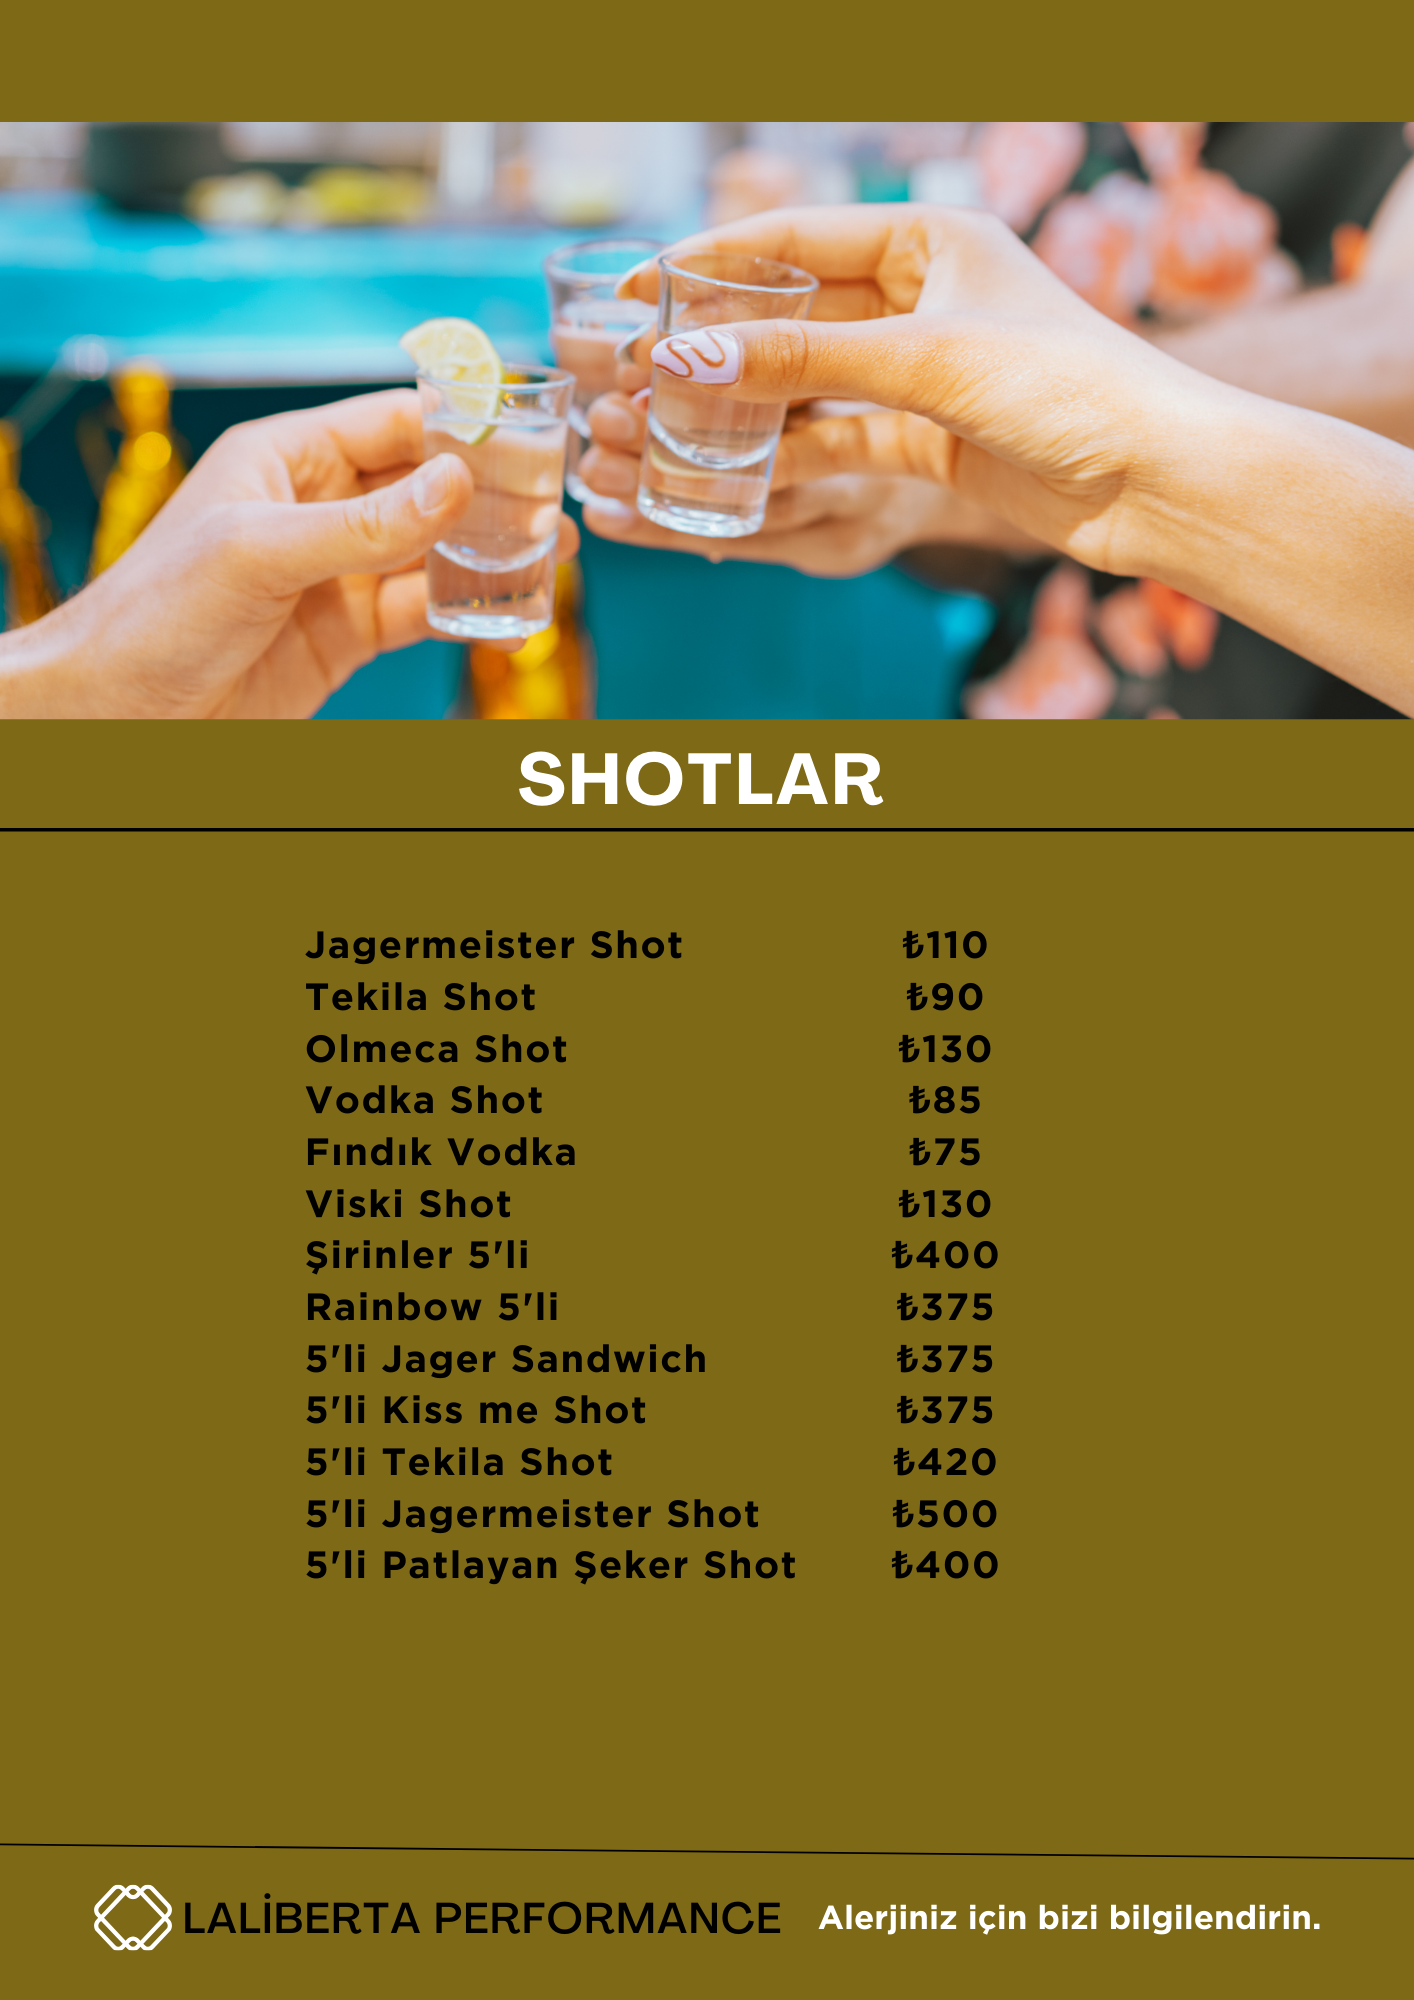 SHOTLAR
Jagermeister Shot ₺110
Tekila Shot ₺90
Olmeca Shot ₺130
Vodka Shot ₺85
Fındık Vodka ₺75
Viski Shot ₺130
Şirinler 5'li ₺400
Rainbow 5'li ₺375
5'li Jager Sandwich ₺375
5'li Kiss me Shot ₺375
5'li Tekila Shot ₺420
5'li Jagermeister Shot ₺500
5'li Patlayan Şeker Shot ₺400
LALİBERTA PERFORMANCE Alerjiniz için bizi bilgilendirin.